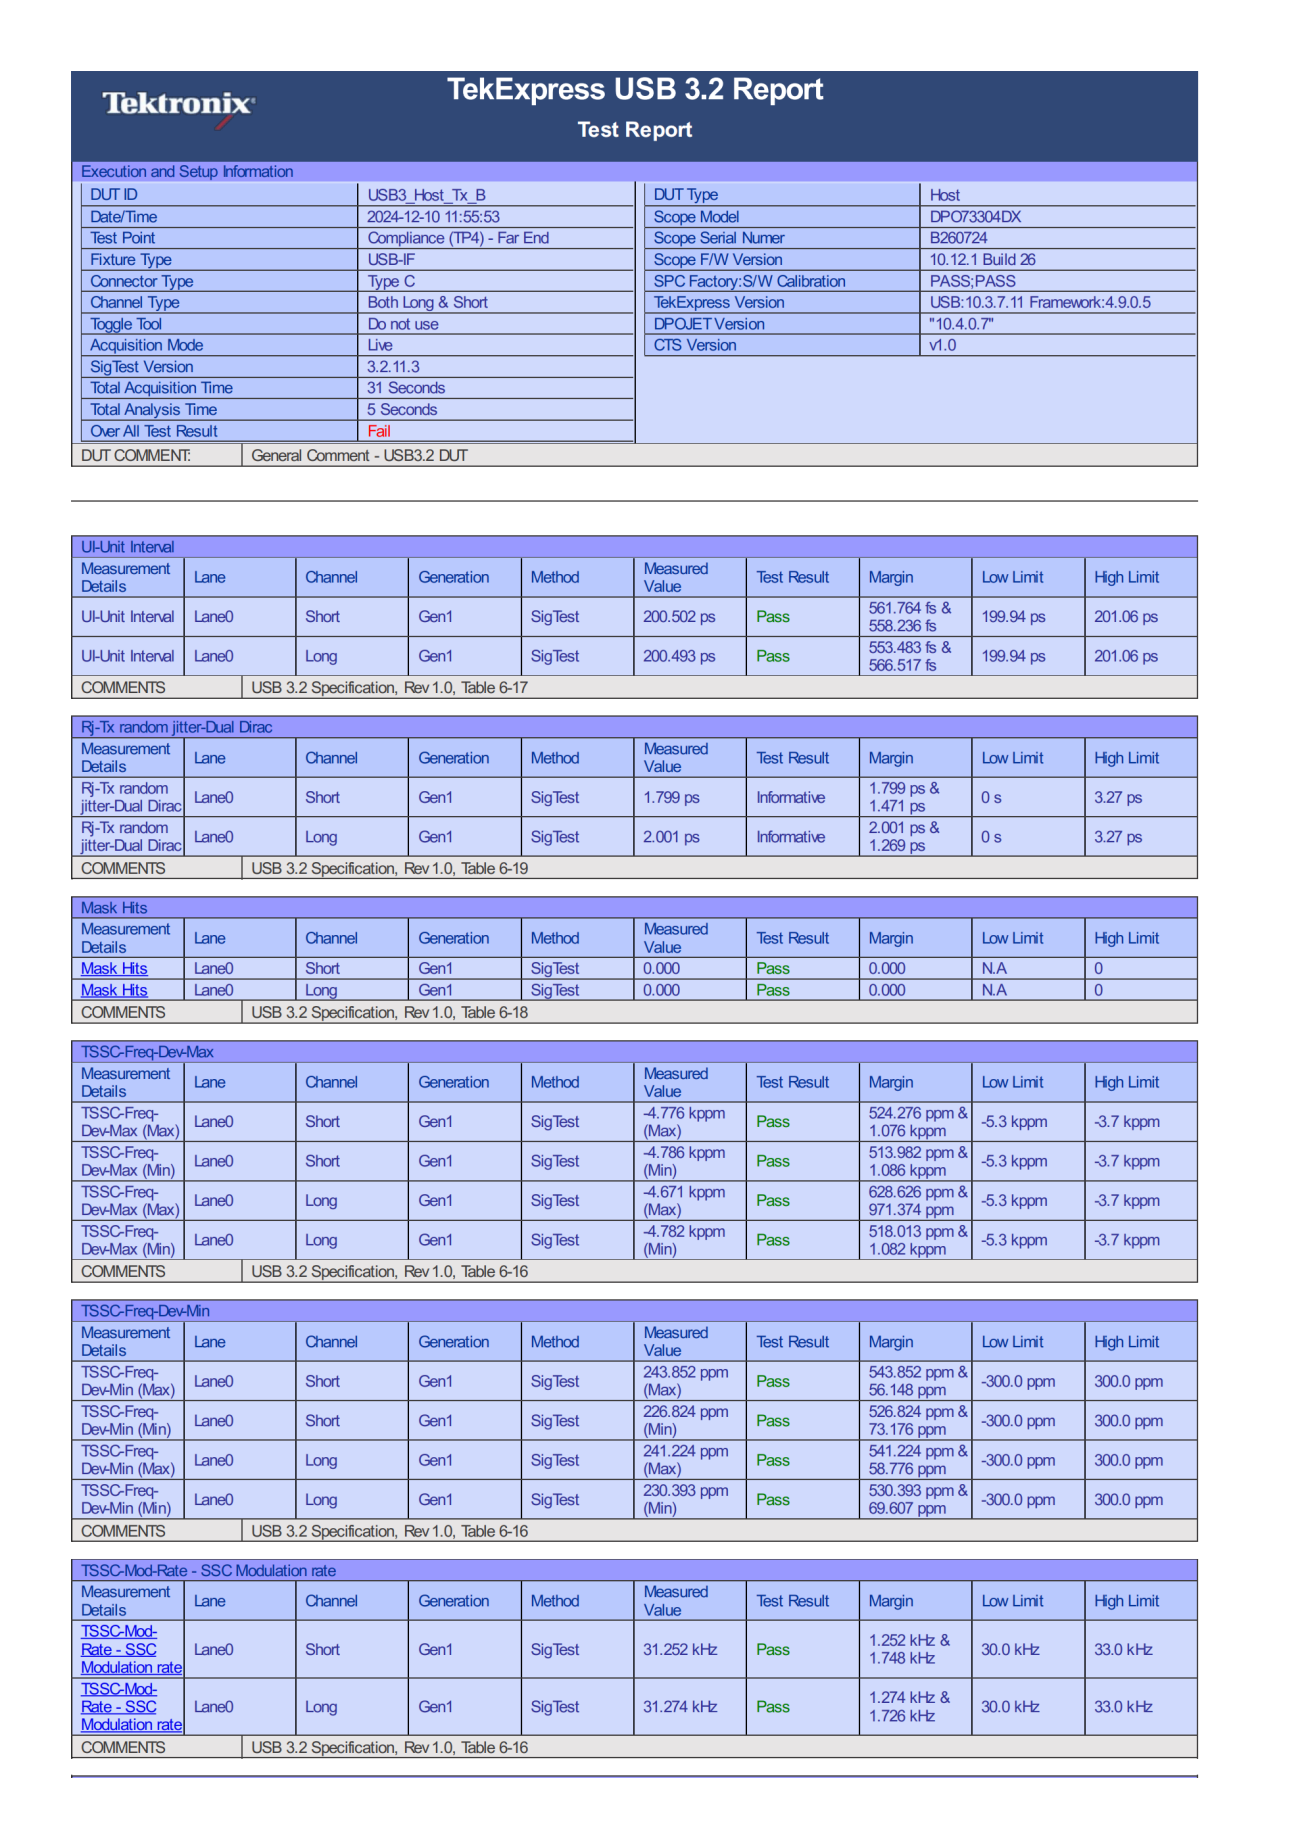 Tektronix
TekExpress USB 3.2 Report
Test Report
Execution and Setup Information
DUT ID USB3_Host_Tx_B DUT Type Host
Date/Time 2024-12-10 11:55:53 Scope Model DPO73304DX
Test Point Compliance (TP4) - Far End Scope Serial Numer B260724
Fixture Type USB-IF Scope F/W Version 10.12.1 Build 26
Connector Type Type C SPC Factory:S/W Calibration PASS;PASS
Channel Type Both Long & Short TekExpress Version USB:10.3.7.11 Framework:4.9.0.5
Toggle Tool Do not use DPOJET Version "10.4.0.7"
Acquisition Mode Live CTS Version v1.0
SigTest Version 3.2.11.3
Total Acquisition Time 31 Seconds
Total Analysis Time 5 Seconds
Over All Test Result Fail
DUT COMMENT: General Comment - USB3.2 DUT
UI-Unit Interval
Measurement Details Lane Channel Generation Method Measured Value Test Result Margin Low Limit High Limit
UI-Unit Interval Lane0 Short Gen1 SigTest 200.502 ps Pass 561.764 fs & 558.236 fs 199.94 ps 201.06 ps
UI-Unit Interval Lane0 Long Gen1 SigTest 200.493 ps Pass 553.483 fs & 566.517 fs 199.94 ps 201.06 ps
COMMENTS USB 3.2 Specification, Rev 1.0, Table 6-17
Rj-Tx random jitter-Dual Dirac
Measurement Details Lane Channel Generation Method Measured Value Test Result Margin Low Limit High Limit
Rj-Tx random jitter-Dual Dirac Lane0 Short Gen1 SigTest 1.799 ps Informative 1.799 ps & 1.471 ps 0 s 3.27 ps
Rj-Tx random jitter-Dual Dirac Lane0 Long Gen1 SigTest 2.001 ps Informative 2.001 ps & 1.269 ps 0 s 3.27 ps
COMMENTS USB 3.2 Specification, Rev 1.0, Table 6-19
Mask Hits
Measurement Details Lane Channel Generation Method Measured Value Test Result Margin Low Limit High Limit
Mask Hits Lane0 Short Gen1 SigTest 0.000 Pass 0.000 N.A 0
Mask Hits Lane0 Long Gen1 SigTest 0.000 Pass 0.000 N.A 0
COMMENTS USB 3.2 Specification, Rev 1.0, Table 6-18
TSSC-Freq-Dev-Max
Measurement Details Lane Channel Generation Method Measured Value Test Result Margin Low Limit High Limit
TSSC-Freq-Dev-Max (Max) Lane0 Short Gen1 SigTest -4.776 kppm (Max) Pass 524.276 ppm & 1.076 kppm -5.3 kppm -3.7 kppm
TSSC-Freq-Dev-Max (Min) Lane0 Short Gen1 SigTest -4.786 kppm (Min) Pass 513.982 ppm & 1.086 kppm -5.3 kppm -3.7 kppm
TSSC-Freq-Dev-Max (Max) Lane0 Long Gen1 SigTest -4.671 kppm (Max) Pass 628.626 ppm & 971.374 ppm -5.3 kppm -3.7 kppm
TSSC-Freq-Dev-Max (Min) Lane0 Long Gen1 SigTest -4.782 kppm (Min) Pass 518.013 ppm & 1.082 kppm -5.3 kppm -3.7 kppm
COMMENTS USB 3.2 Specification, Rev 1.0, Table 6-16
TSSC-Freq-Dev-Min
Measurement Details Lane Channel Generation Method Measured Value Test Result Margin Low Limit High Limit
TSSC-Freq-Dev-Min (Max) Lane0 Short Gen1 SigTest 243.852 ppm (Max) Pass 543.852 ppm & 56.148 ppm -300.0 ppm 300.0 ppm
TSSC-Freq-Dev-Min (Min) Lane0 Short Gen1 SigTest 226.824 ppm (Min) Pass 526.824 ppm & 73.176 ppm -300.0 ppm 300.0 ppm
TSSC-Freq-Dev-Min (Max) Lane0 Long Gen1 SigTest 241.224 ppm (Max) Pass 541.224 ppm & 58.776 ppm -300.0 ppm 300.0 ppm
TSSC-Freq-Dev-Min (Min) Lane0 Long Gen1 SigTest 230.393 ppm (Min) Pass 530.393 ppm & 69.607 ppm -300.0 ppm 300.0 ppm
COMMENTS USB 3.2 Specification, Rev 1.0, Table 6-16
TSSC-Mod-Rate - SSC Modulation rate
Measurement Details Lane Channel Generation Method Measured Value Test Result Margin Low Limit High Limit
TSSC-Mod-Rate - SSC Modulation rate Lane0 Short Gen1 SigTest 31.252 kHz Pass 1.252 kHz & 1.748 kHz 30.0 kHz 33.0 kHz
TSSC-Mod-Rate - SSC Modulation rate Lane0 Long Gen1 SigTest 31.274 kHz Pass 1.274 kHz & 1.726 kHz 30.0 kHz 33.0 kHz
COMMENTS USB 3.2 Specification, Rev 1.0, Table 6-16